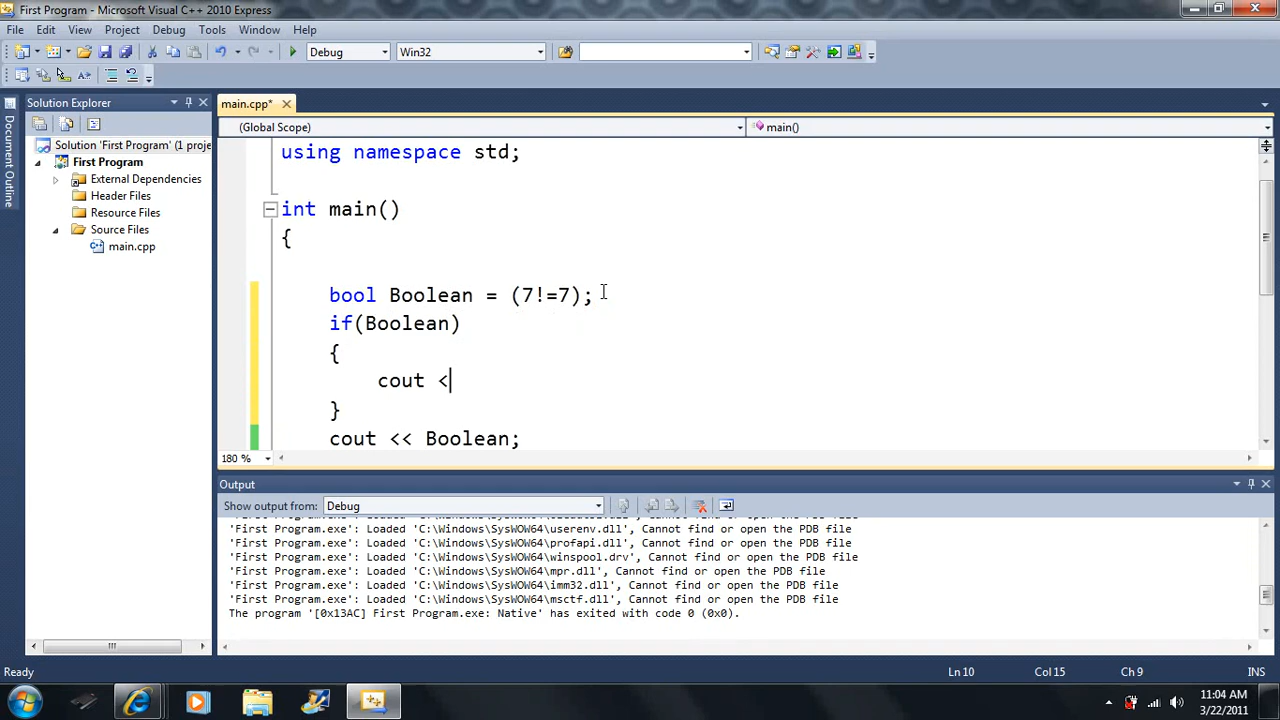 First Program - Microsoft Visual C++ 2010 Express
File Edit View Project Debug Tools Window Help
Debug Win32
Solution Explorer
main.cpp*
Document Outline
(Global Scope) main()
Solution 'First Program' (1 proje
First Program
External Dependencies
Header Files
Resource Files
Source Files
main.cpp
using namespace std;
int main()
{
bool Boolean = (7!=7);
if(Boolean)
{
cout <
}
cout << Boolean;
180 %
Output
Show output from: Debug
'First Program.exe': Loaded 'C:\Windows\SysWOW64\userenv.dll', Cannot find or open the PDB file
'First Program.exe': Loaded 'C:\Windows\SysWOW64\profapi.dll', Cannot find or open the PDB file
'First Program.exe': Loaded 'C:\Windows\SysWOW64\winspool.drv', Cannot find or open the PDB file
'First Program.exe': Loaded 'C:\Windows\SysWOW64\mpr.dll', Cannot find or open the PDB file
'First Program.exe': Loaded 'C:\Windows\SysWOW64\imm32.dll', Cannot find or open the PDB file
'First Program.exe': Loaded 'C:\Windows\SysWOW64\msctf.dll', Cannot find or open the PDB file
The program '[0x13AC] First Program.exe: Native' has exited with code 0 (0x0).
Ready Ln 10 Col 15 Ch 9 INS
11:04 AM
3/22/2011